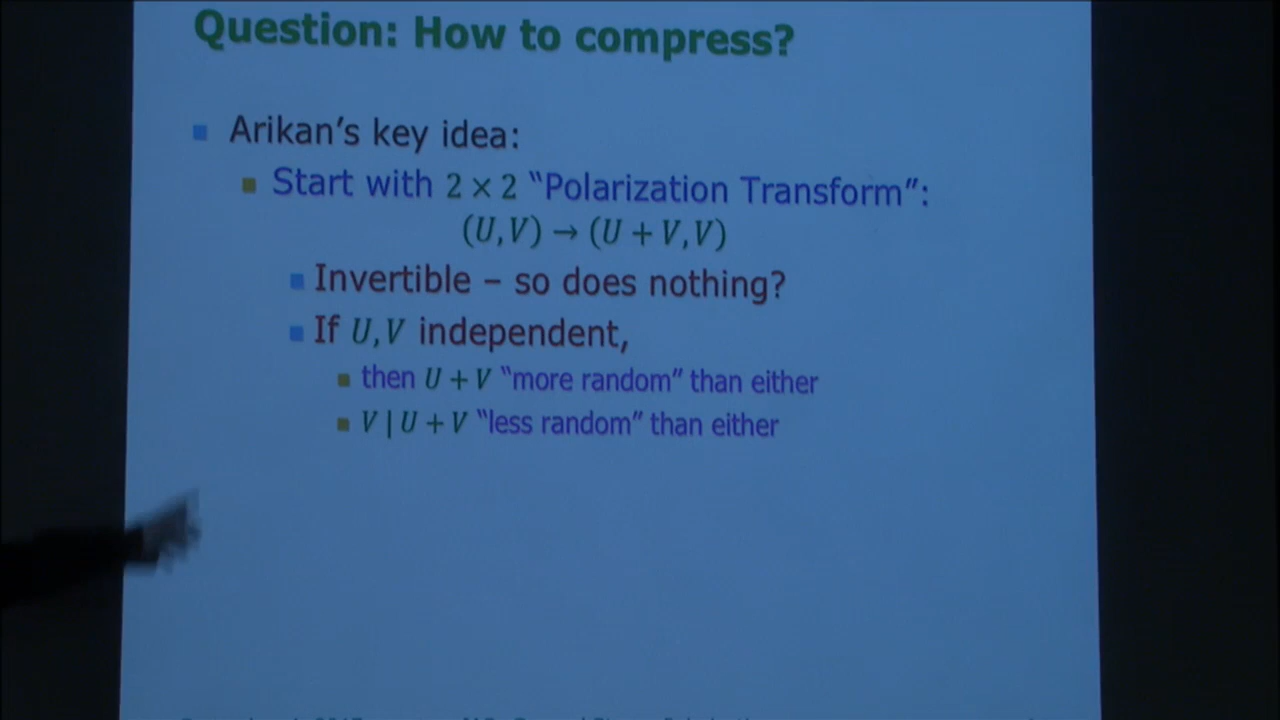 Question: How to compress?
Arikan's key idea:
Start with 2 × 2 “Polarization Transform”:
(U, V) → (U + V, V)
Invertible – so does nothing?
If U, V independent,
then U + V “more random” than either
V | U + V “less random” than either